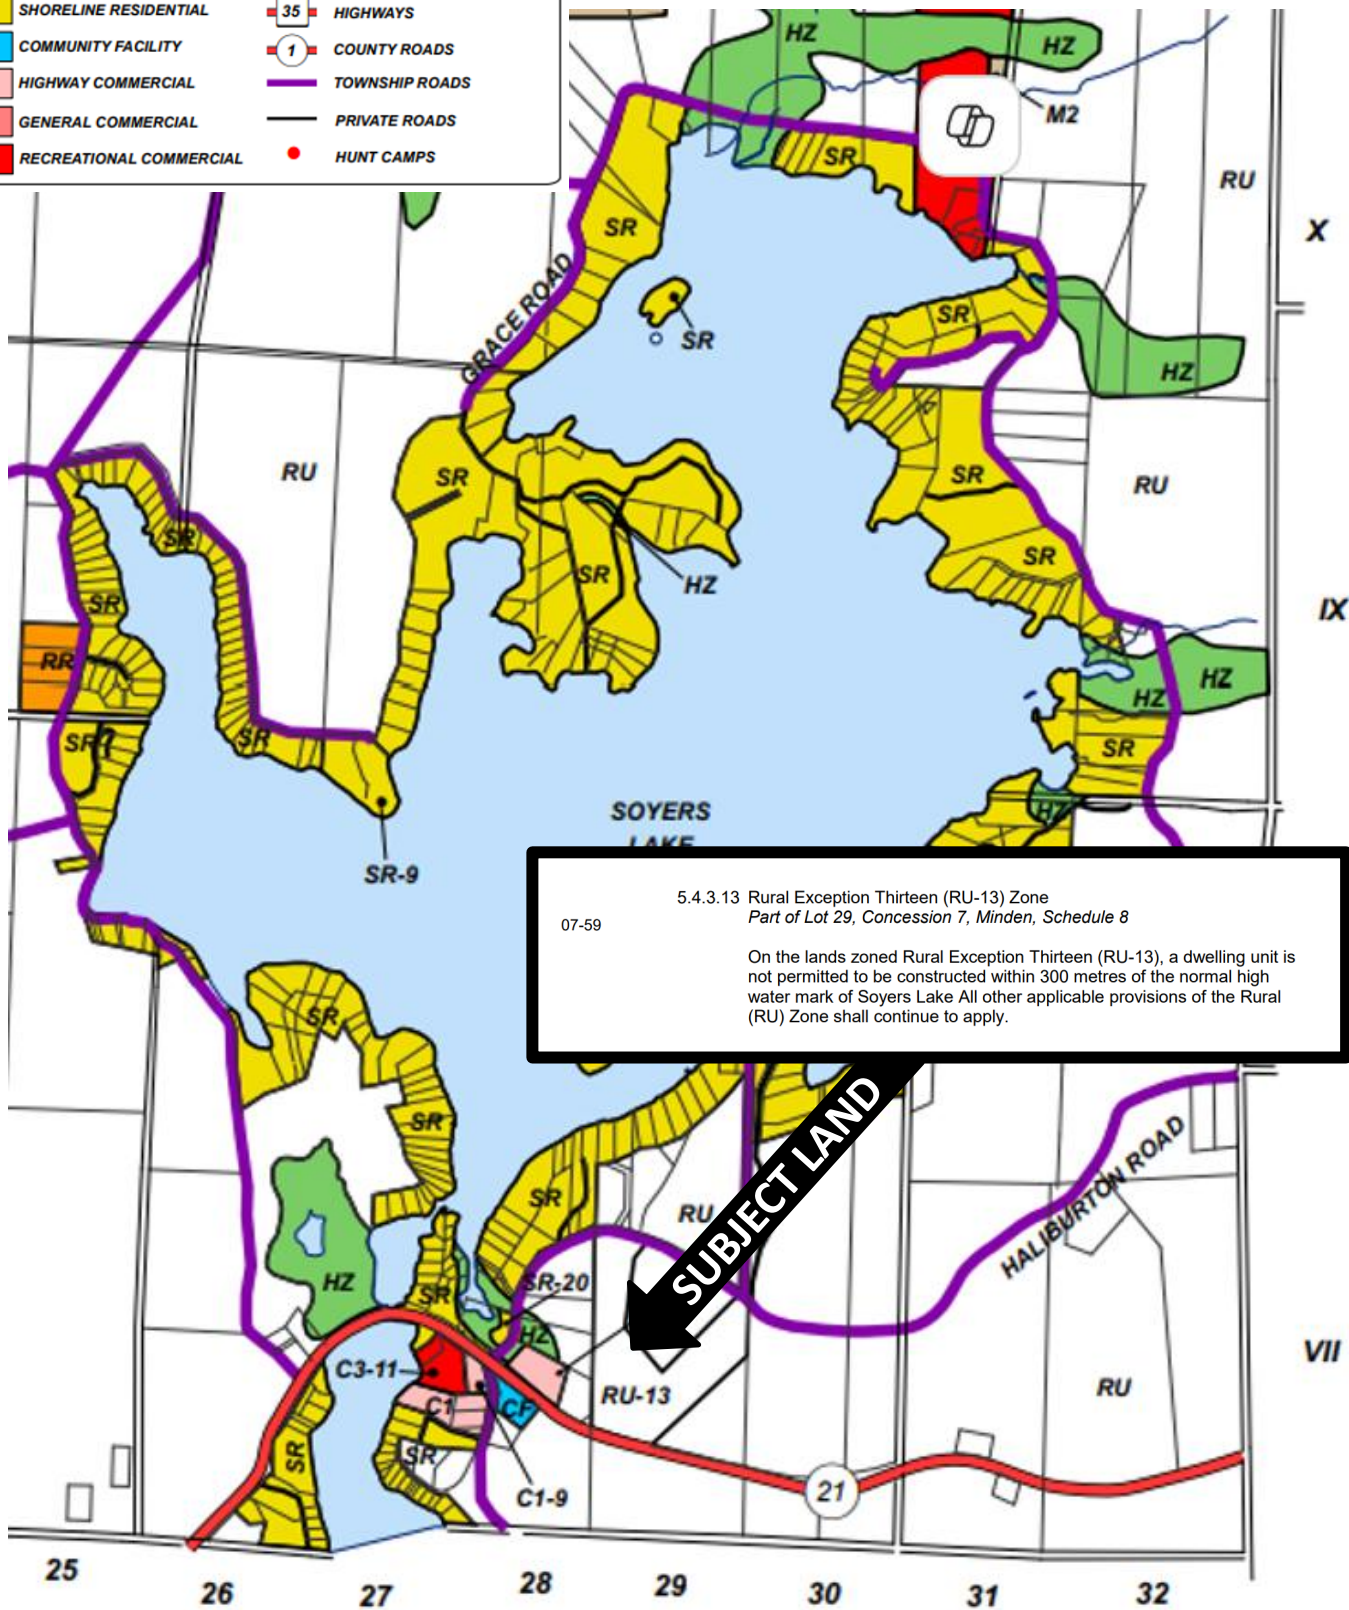 SHORELINE RESIDENTIAL
COMMUNITY FACILITY
HIGHWAY COMMERCIAL
GENERAL COMMERCIAL
RECREATIONAL COMMERCIAL
35 HIGHWAYS
1 COUNTY ROADS
TOWNSHIP ROADS
PRIVATE ROADS
HUNT CAMPS
HZ
HZ
M2
SR
RU
SR
X
GRACE ROAD
SR
SR
HZ
RU
SR
SR
RU
SR
SR
SR
HZ
SR
IX
RR
HZ
HZ
SR
SR
SR
HZ
SOYERS
LAKE
SR-9
07-59
5.4.3.13 Rural Exception Thirteen (RU-13) Zone
Part of Lot 29, Concession 7, Minden, Schedule 8
On the lands zoned Rural Exception Thirteen (RU-13), a dwelling unit is
not permitted to be constructed within 300 metres of the normal high
water mark of Soyers Lake All other applicable provisions of the Rural
(RU) Zone shall continue to apply.
SR
SUBJECT LAND
SR
HALIBURTON ROAD
SR
RU
HZ
SR-20
SR
HZ
VII
C3-11
RU-13
RU
C1
CF
SR
SR
C1-9
21
25
26
27
28
29
30
31
32